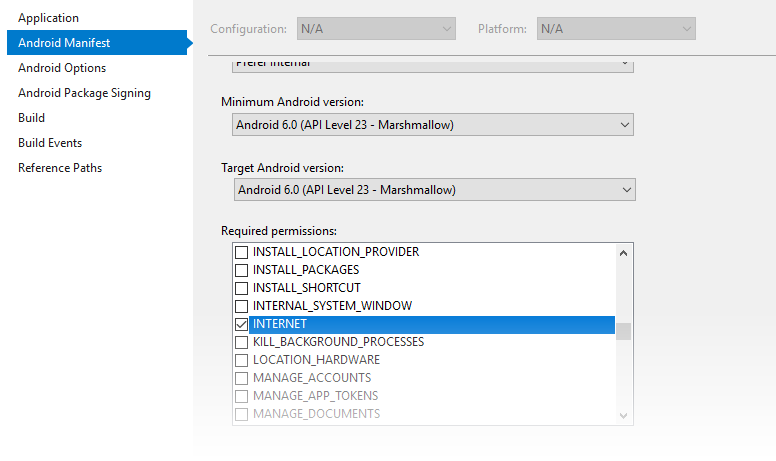 Application
Android Manifest
Android Options
Android Package Signing
Build
Build Events
Reference Paths
Configuration: N/A Platform: N/A
Prefer Internal
Minimum Android version:
Android 6.0 (API Level 23 - Marshmallow)
Target Android version:
Android 6.0 (API Level 23 - Marshmallow)
Required permissions:
INSTALL_LOCATION_PROVIDER
INSTALL_PACKAGES
INSTALL_SHORTCUT
INTERNAL_SYSTEM_WINDOW
INTERNET
KILL_BACKGROUND_PROCESSES
LOCATION_HARDWARE
MANAGE_ACCOUNTS
MANAGE_APP_TOKENS
MANAGE_DOCUMENTS